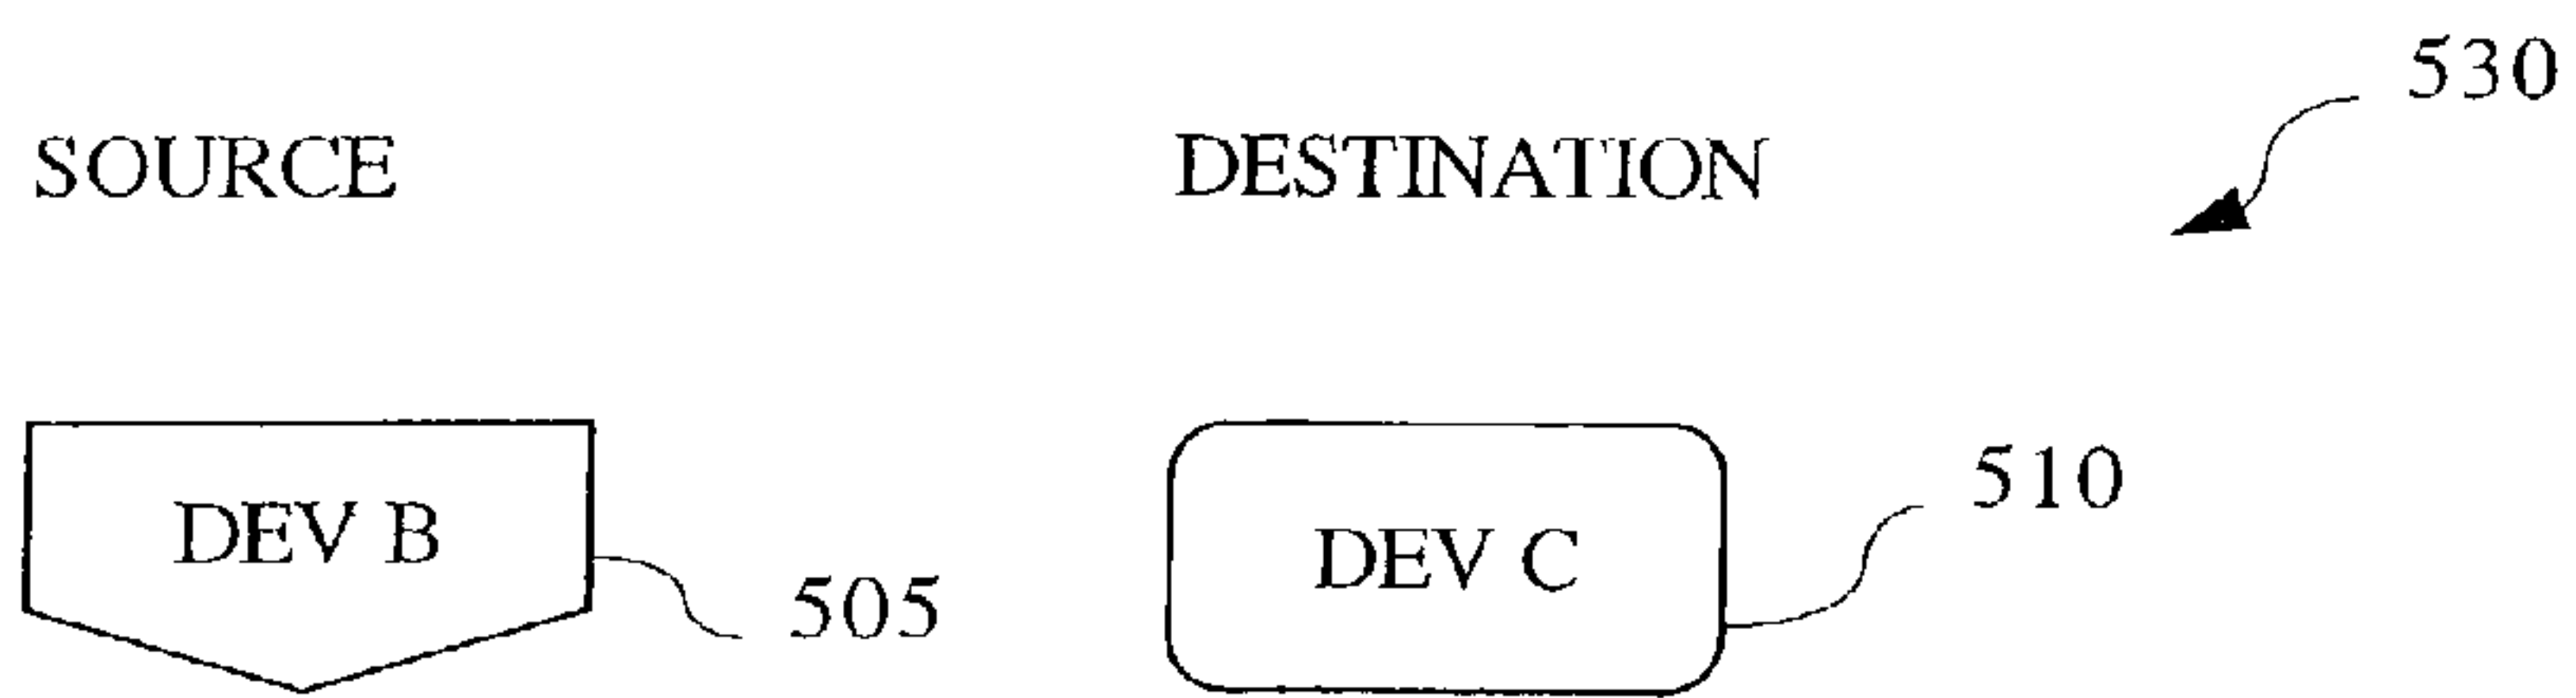 530
SOURCE DESTINATION
DEV B DEV C 510
505